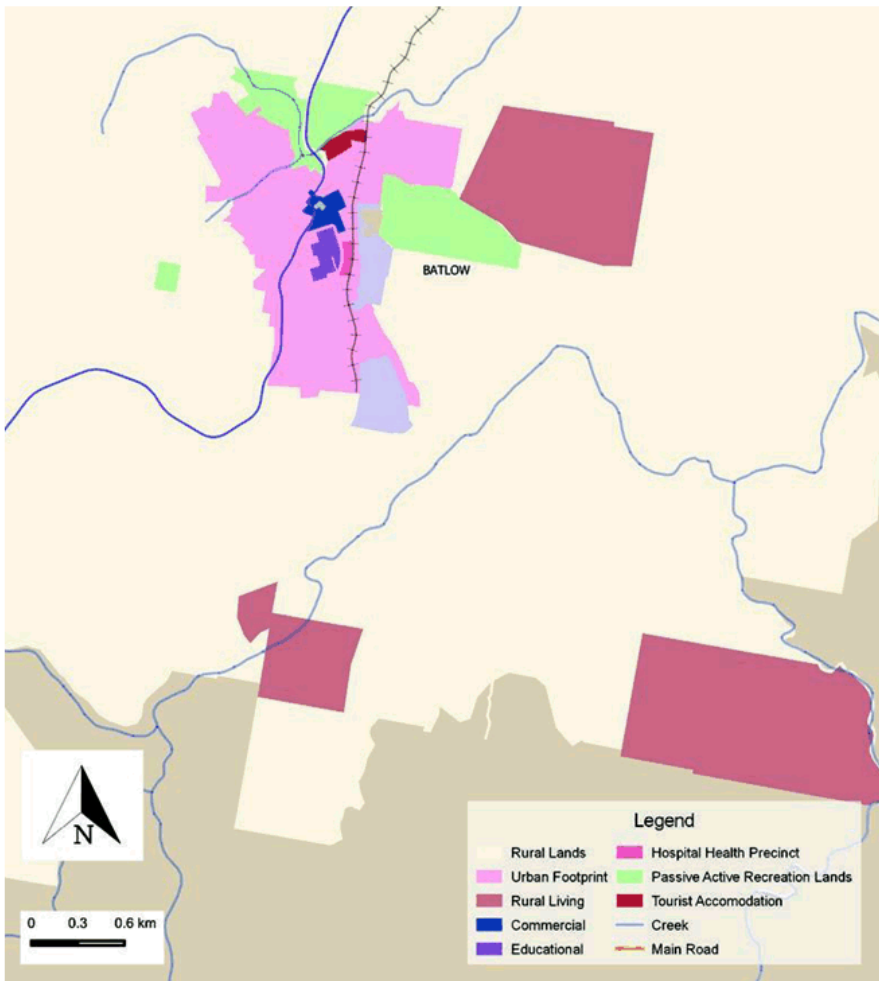 BATLOW
N
0 0.3 0.6 km
Legend
Rural Lands
Urban Footprint
Rural Living
Commercial
Educational
Hospital Health Precinct
Passive Active Recreation Lands
Tourist Accomodation
Creek
Main Road